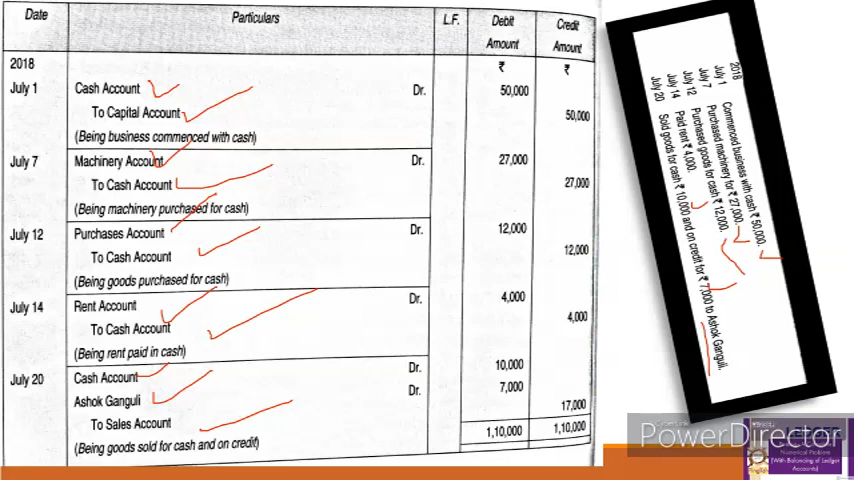 Date Particulars L.F. Debit Amount Credit Amount
2018 ₹ ₹
July 1 Cash Account Dr. 50,000
To Capital Account 50,000
(Being business commenced with cash)
July 7 Machinery Account Dr. 27,000
To Cash Account 27,000
(Being machinery purchased for cash)
July 12 Purchases Account Dr. 12,000
To Cash Account 12,000
(Being goods purchased for cash)
July 14 Rent Account Dr. 4,000
To Cash Account 4,000
(Being rent paid in cash)
July 20 Cash Account Dr. 10,000
Ashok Ganguli Dr. 7,000
To Sales Account 17,000
(Being goods sold for cash and on credit)
1,10,000 1,10,000
2018
July 1 Commenced business with cash ₹ 50,000.
July 7 Purchased machinery for ₹ 27,000.
July 12 Purchased goods for cash ₹ 12,000.
July 14 Paid rent ₹ 4,000.
July 20 Sold goods for cash ₹ 10,000 and on credit for ₹ 7,000 to Ashok Ganguli.
CyberLink
PowerDirector
LEDGER
Numerical Problem
(With Balancing of Ledger
Accounts)